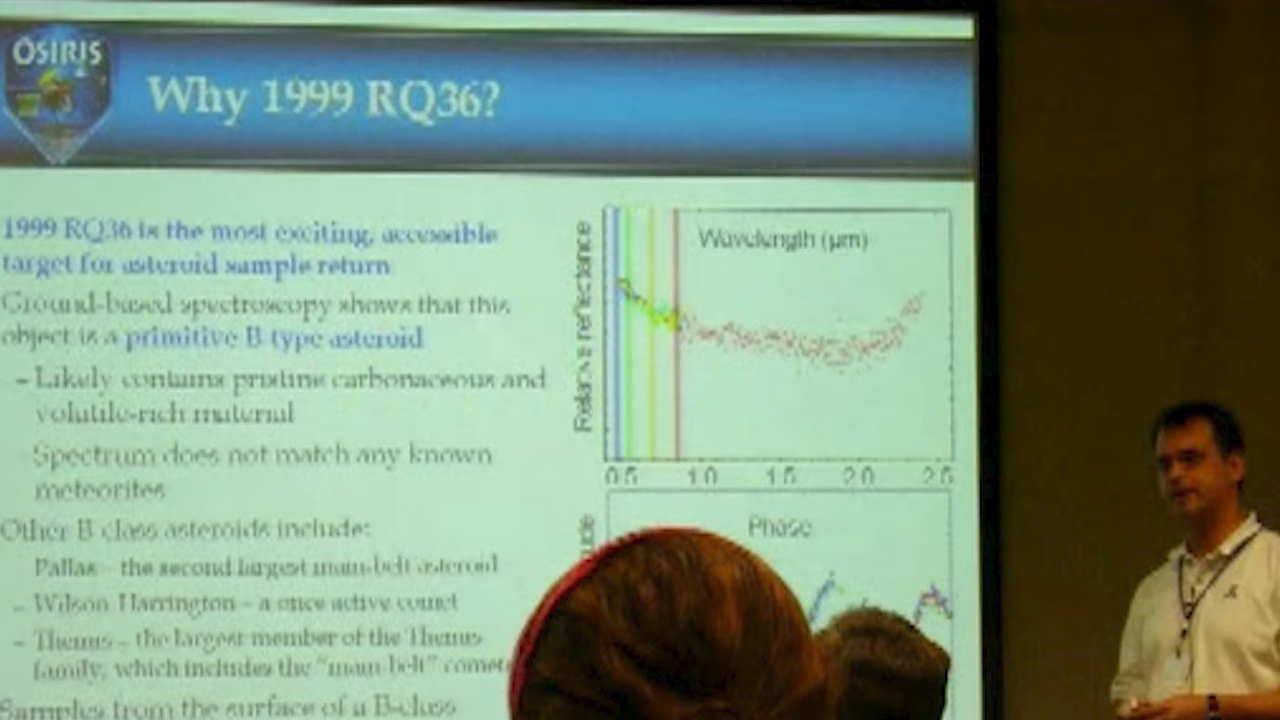 OSIRIS
Why 1999 RQ36?
1999 RQ36 is the most exciting, accessible
target for asteroid sample return
Ground-based spectroscopy shows that this
object is a primitive B type asteroid
– Likely contains pristine carbonaceous and
volatile-rich material
Spectrum does not match any known
meteorites
Other B class asteroids include:
Pallas – the second largest main-belt asteroid
– Wilson Harrington – a once active comet
– Themis – the largest member of the Themis
family, which includes the "main belt" comets
Samples from the surface of a B-class
Wavelength (µm)
Relative reflectance
0.5 1.0 1.5 2.0 2.5
Phase